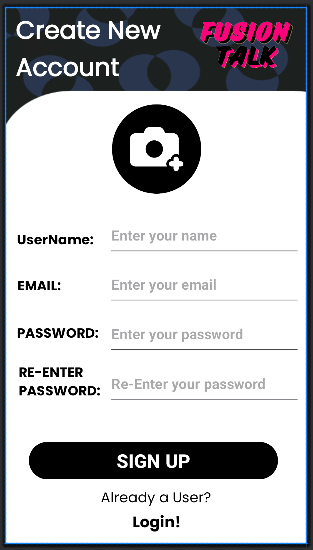 Create New
Account
FUSION
TALK
UserName: Enter your name
EMAIL: Enter your email
PASSWORD: Enter your password
RE-ENTER
PASSWORD: Re-Enter your password
SIGN UP
Already a User?
Login!